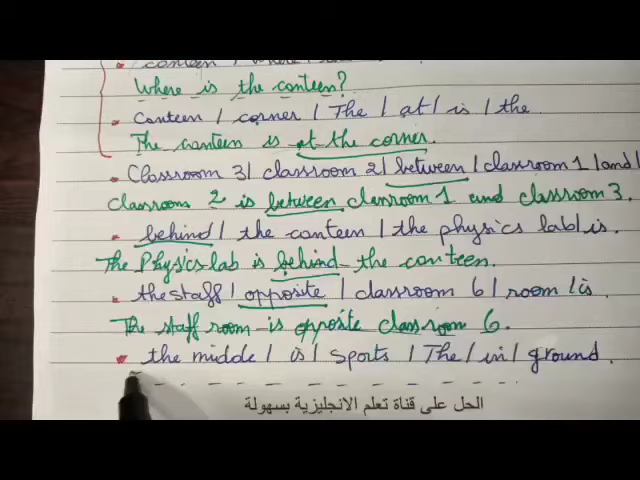 Where is the canteen?
Canteen / corner / The / at / is / the
The canteen is at the corner.
Classroom 3/ classroom 2/ between / classroom 1 / and /
classroom 2 is between classroom 1 and classroom 3.
behind / the canteen / the physics lab / is.
The Physics lab is behind the canteen.
the staff / opposite / classroom 6 / room / is
The staff room is opposite classroom 6.
the midde / is / sports / The / in / ground.
الحل على قناة تعلم الانجليزية بسهولة